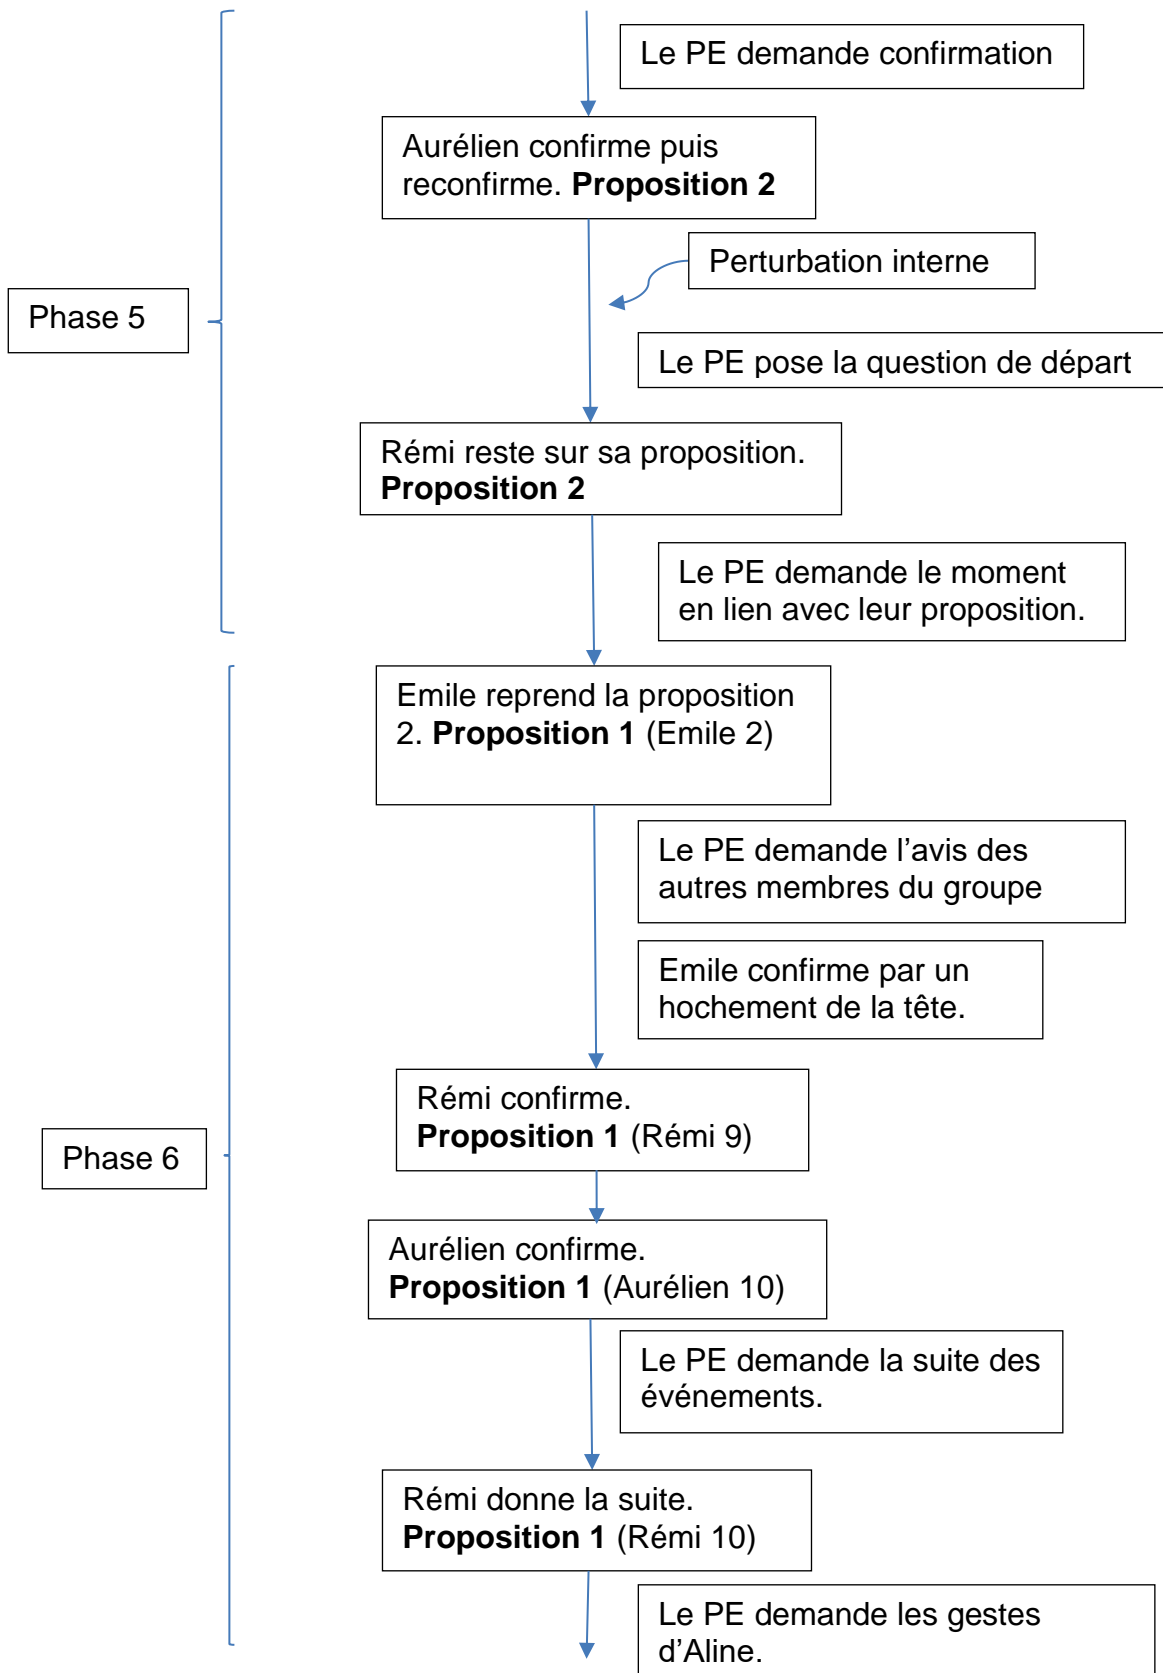 Le PE demande confirmation
Aurélien confirme puis
reconfirme. Proposition 2
Perturbation interne
Phase 5
Le PE pose la question de départ
Rémi reste sur sa proposition.
Proposition 2
Le PE demande le moment
en lien avec leur proposition.
Emile reprend la proposition
2. Proposition 1 (Emile 2)
Le PE demande l’avis des
autres membres du groupe
Emile confirme par un
hochement de la tête.
Rémi confirme.
Proposition 1 (Rémi 9)
Phase 6
Aurélien confirme.
Proposition 1 (Aurélien 10)
Le PE demande la suite des
événements.
Rémi donne la suite.
Proposition 1 (Rémi 10)
Le PE demande les gestes
d’Aline.